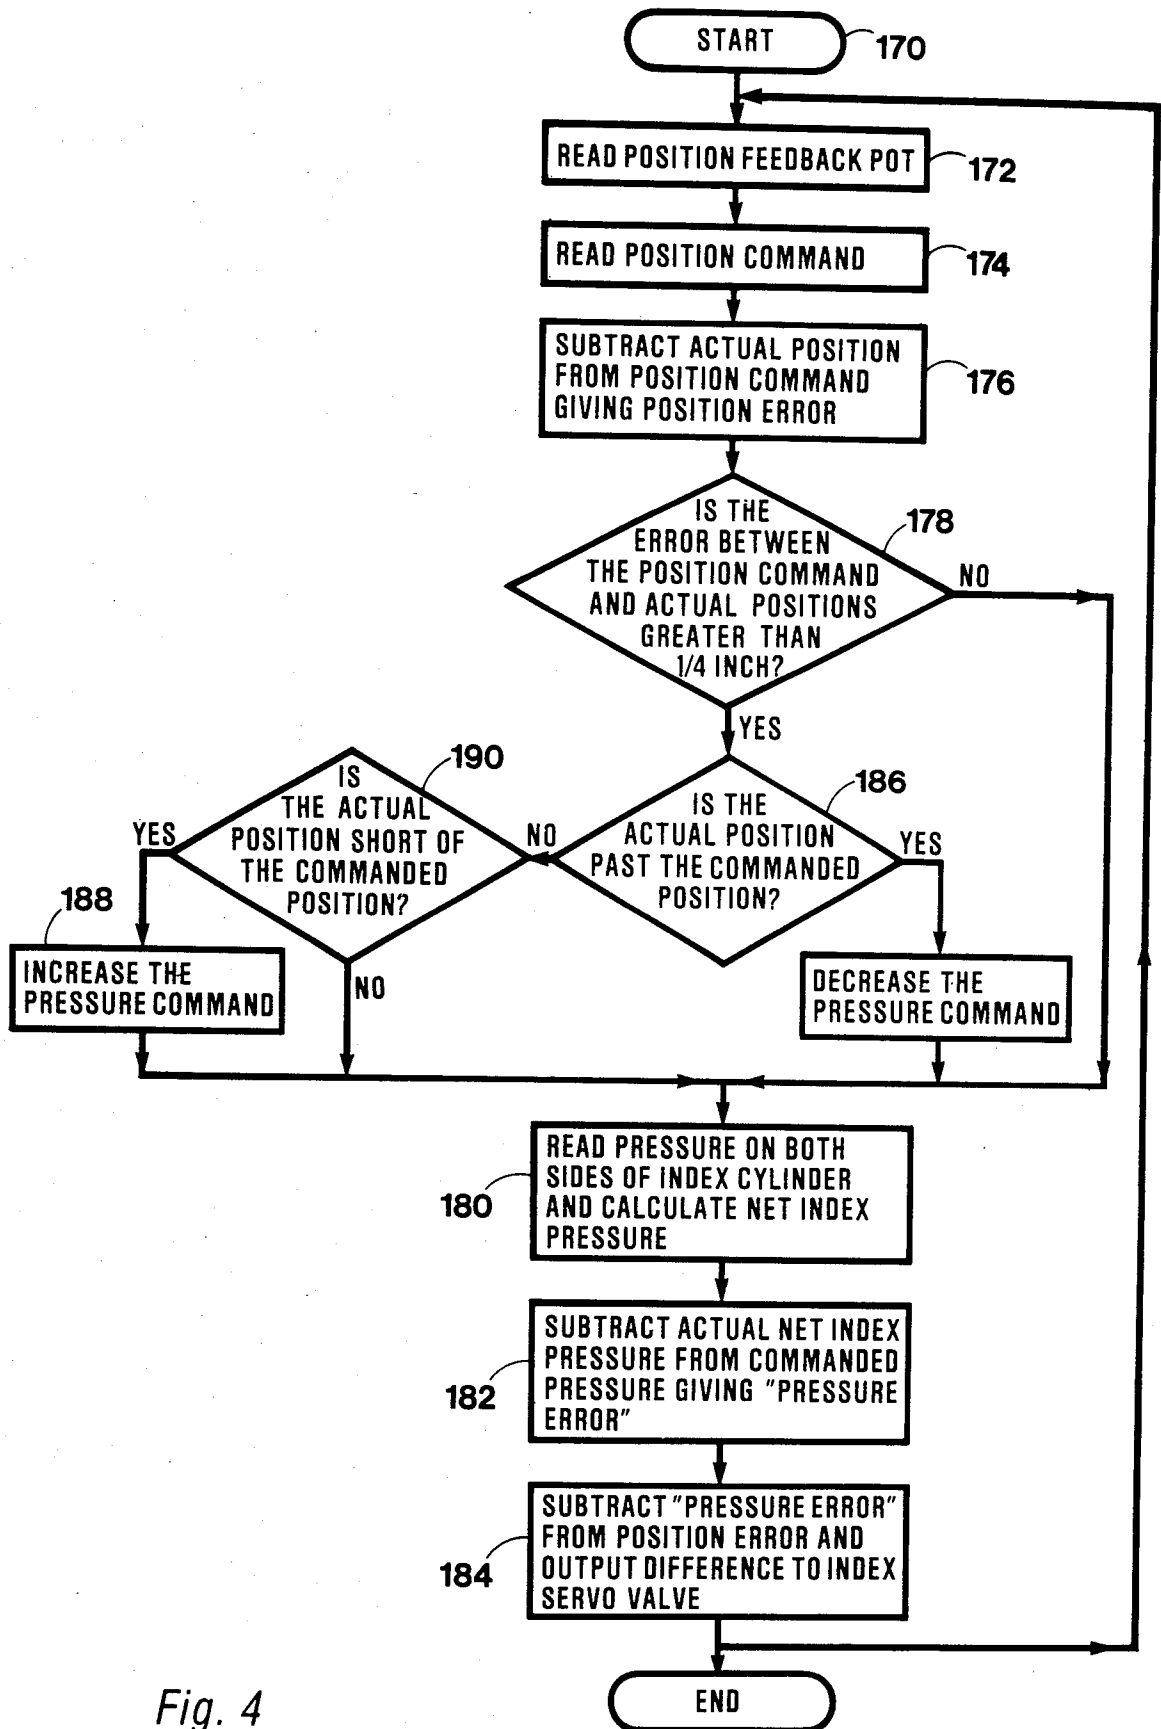 START
170
READ POSITION FEEDBACK POT
172
READ POSITION COMMAND
174
SUBTRACT ACTUAL POSITION
FROM POSITION COMMAND
GIVING POSITION ERROR
176
IS THE
ERROR BETWEEN
THE POSITION COMMAND
AND ACTUAL POSITIONS
GREATER THAN
1/4 INCH?
178
NO
YES
190
IS
THE ACTUAL
POSITION SHORT OF
THE COMMANDED
POSITION?
YES
NO
186
IS THE
ACTUAL POSITION
PAST THE COMMANDED
POSITION?
NO
YES
188
INCREASE THE
PRESSURE COMMAND
DECREASE THE
PRESSURE COMMAND
READ PRESSURE ON BOTH
SIDES OF INDEX CYLINDER
AND CALCULATE NET INDEX
PRESSURE
180
SUBTRACT ACTUAL NET INDEX
PRESSURE FROM COMMANDED
PRESSURE GIVING "PRESSURE
ERROR"
182
SUBTRACT "PRESSURE ERROR"
FROM POSITION ERROR AND
OUTPUT DIFFERENCE TO INDEX
SERVO VALVE
184
END
Fig. 4